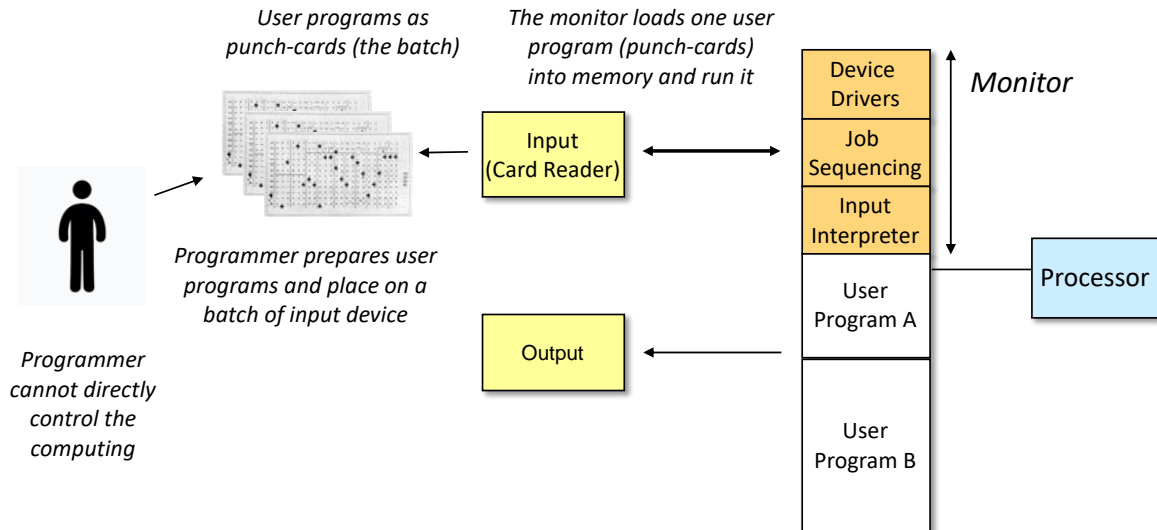 User programs as
punch-cards (the batch)
The monitor loads one user
program (punch-cards)
into memory and run it
Device
Drivers
Monitor
Input
(Card Reader)
Job
Sequencing
Input
Interpreter
Programmer prepares user
programs and place on a
batch of input device
Processor
User
Program A
Output
Programmer
cannot directly
control the
computing
User
Program B